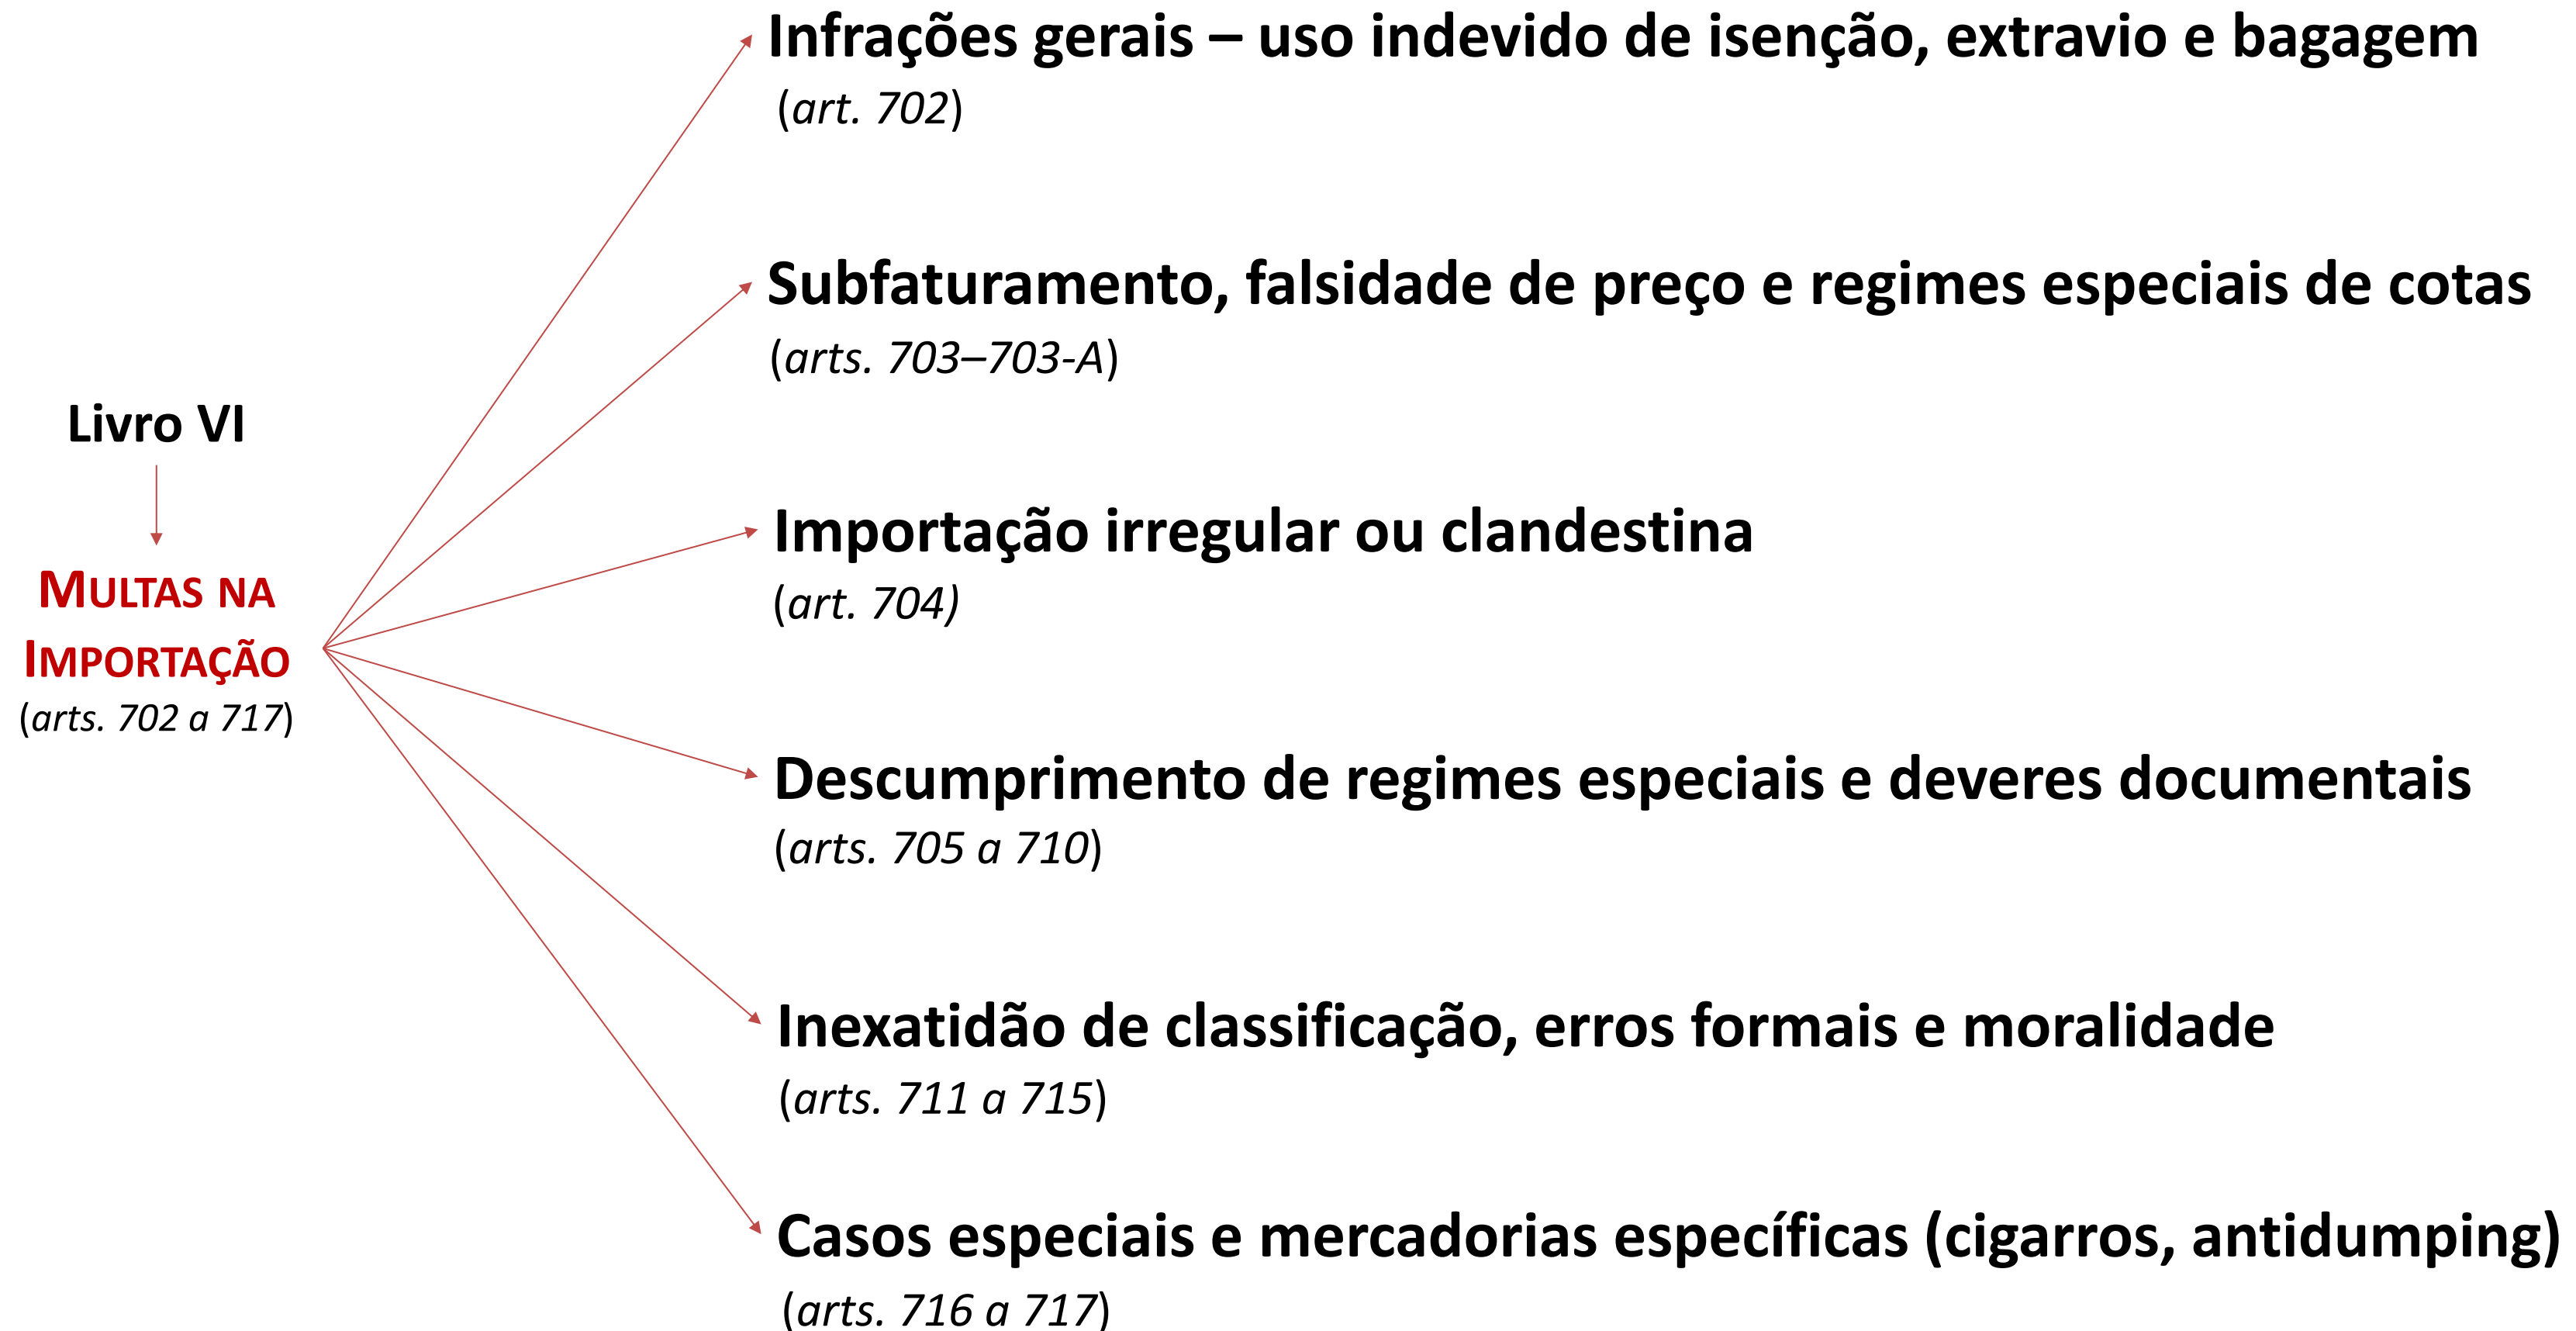 Livro VI
MULTAS NA
IMPORTAÇÃO
(arts. 702 a 717)
Infrações gerais – uso indevido de isenção, extravio e bagagem
(art. 702)
Subfaturamento, falsidade de preço e regimes especiais de cotas
(arts. 703–703-A)
Importação irregular ou clandestina
(art. 704)
Descumprimento de regimes especiais e deveres documentais
(arts. 705 a 710)
Inexatidão de classificação, erros formais e moralidade
(arts. 711 a 715)
Casos especiais e mercadorias específicas (cigarros, antidumping)
(arts. 716 a 717)